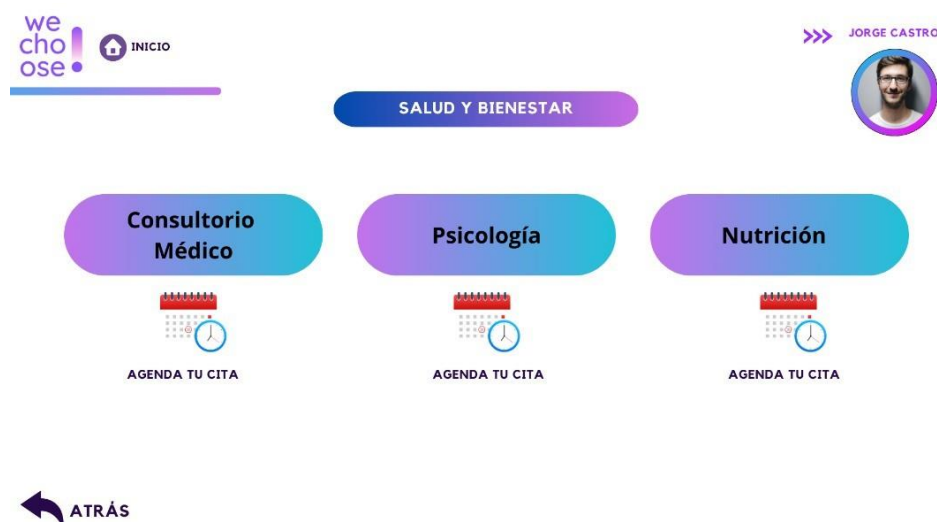 we
cho
ose
INICIO
JORGE CASTRO
SALUD Y BIENESTAR
Consultorio
Médico
Psicología
Nutrición
AGENDA TU CITA
AGENDA TU CITA
AGENDA TU CITA
ATRÁS